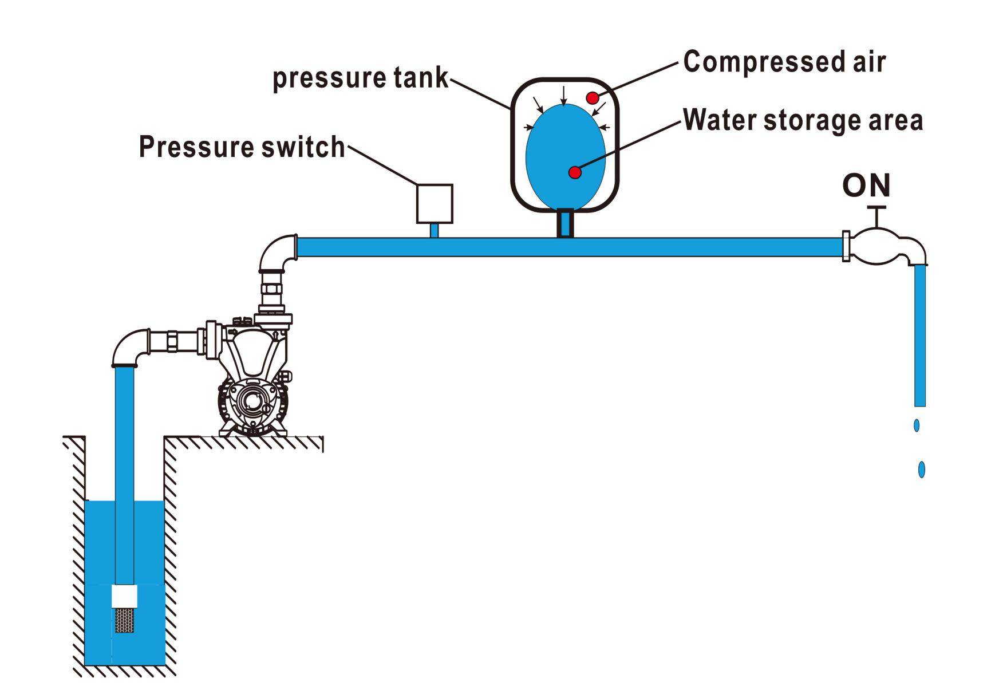 Compressed air
pressure tank
Water storage area
Pressure switch
ON